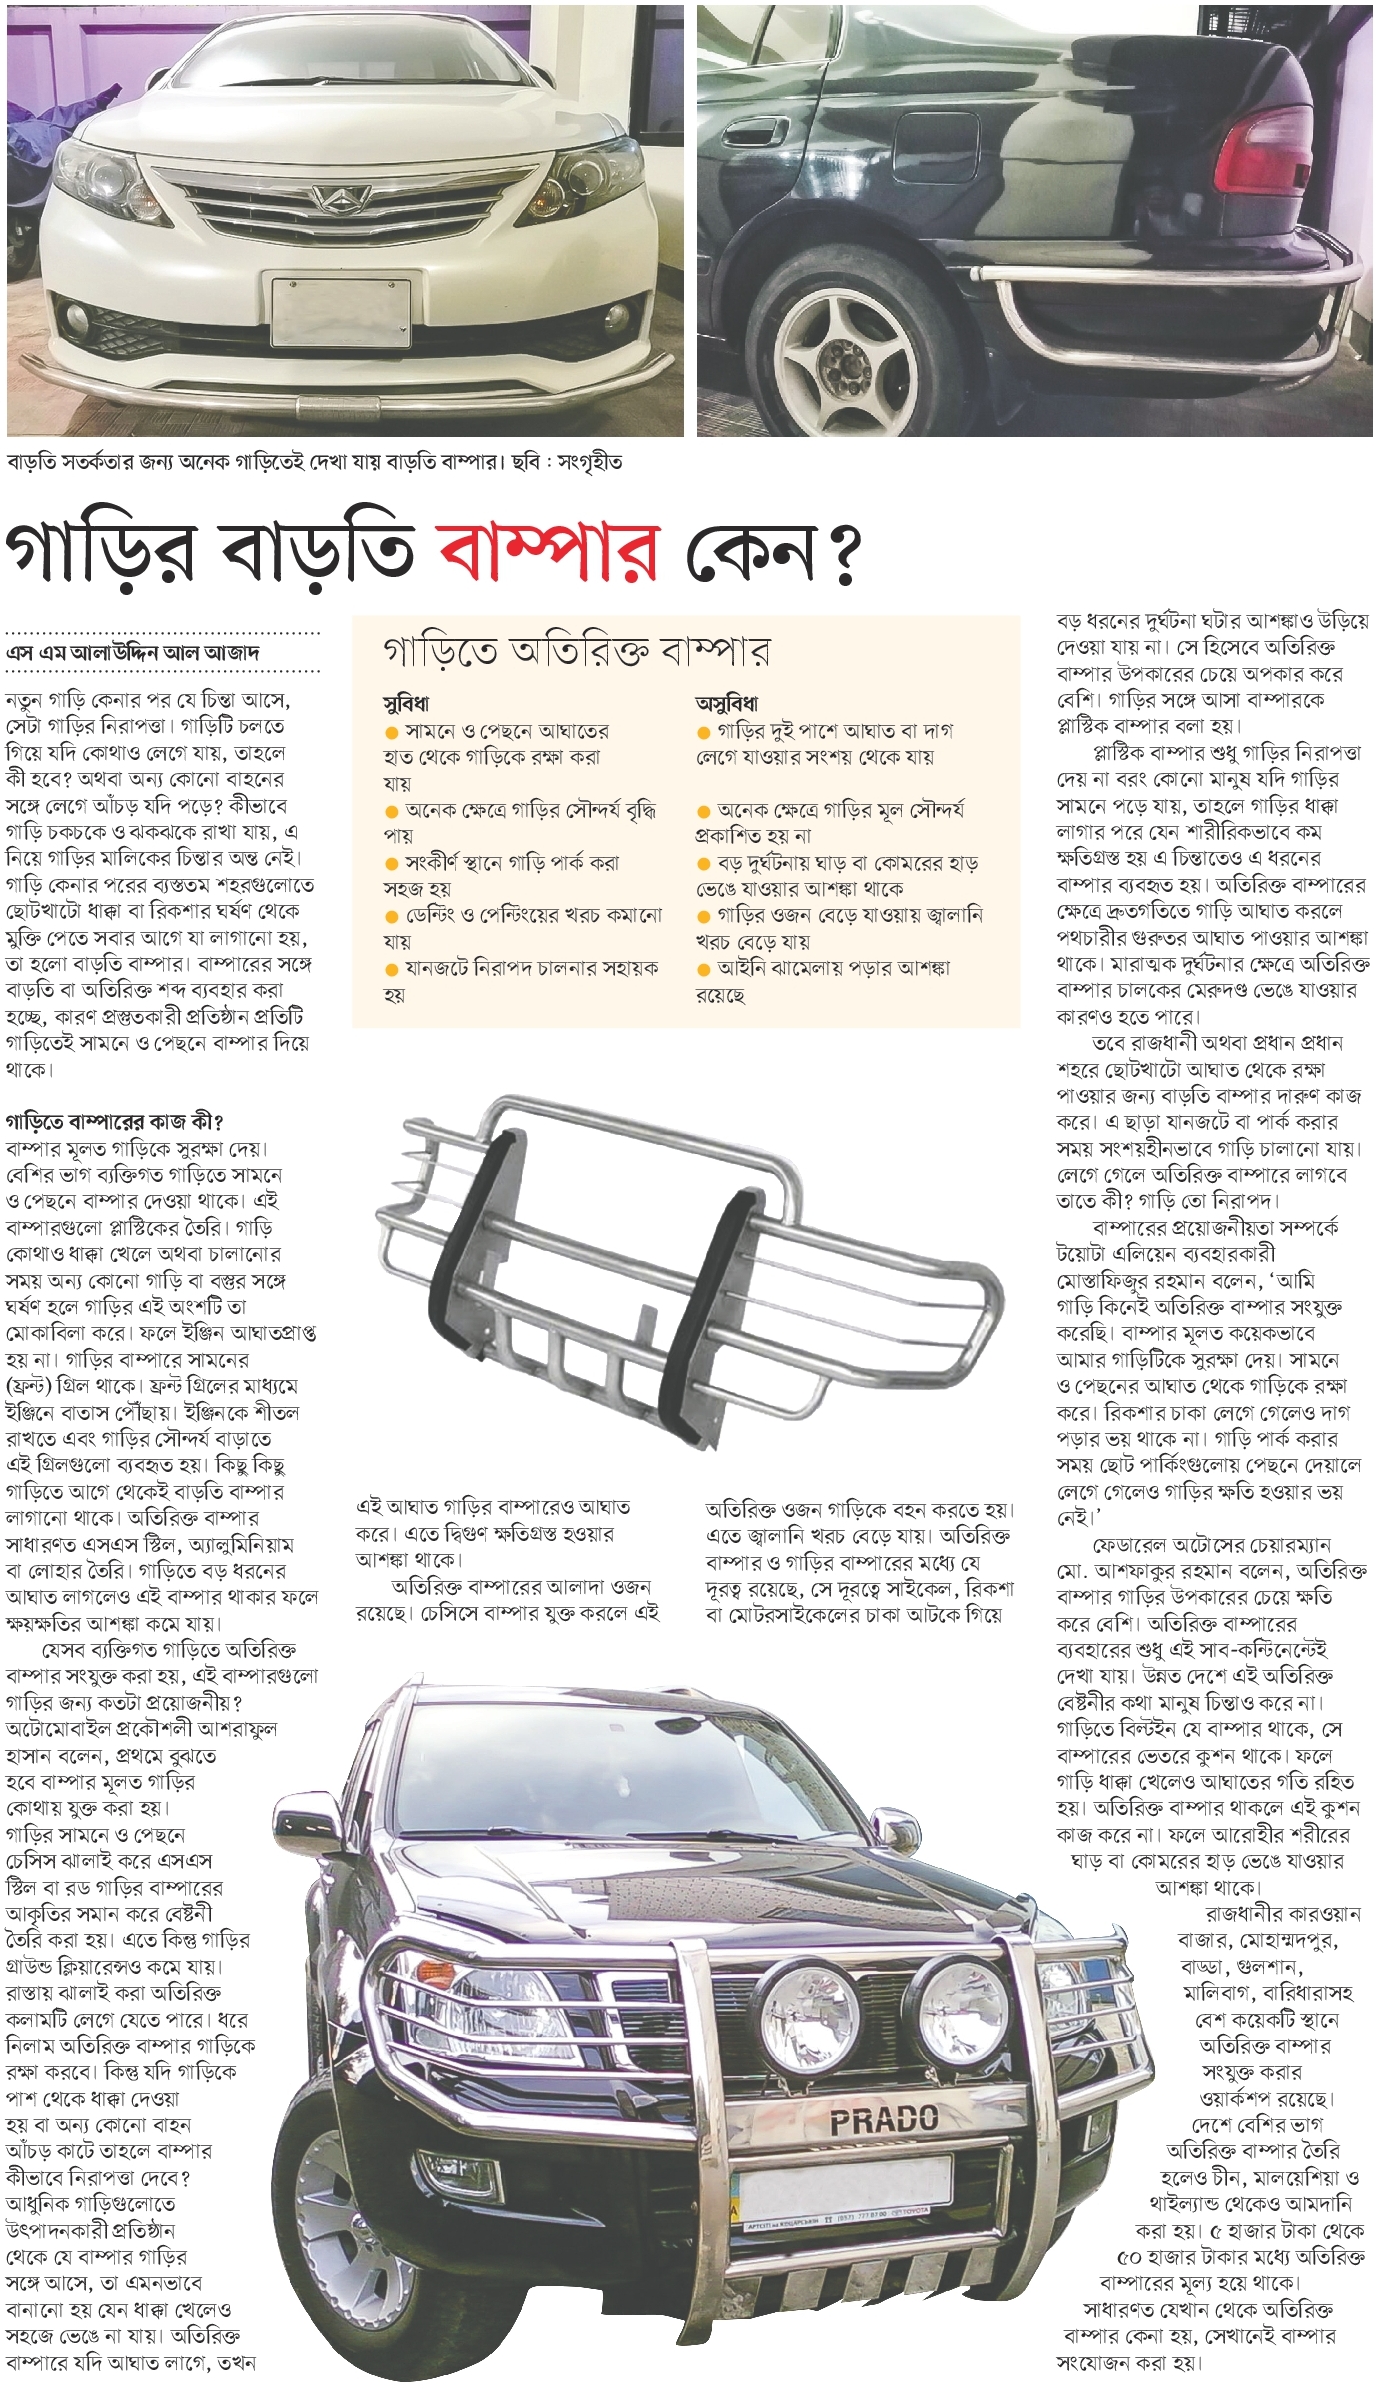 বাড়তি সতর্কতার জন্য অনেক গাড়িতেই দেখা যায় বাড়তি বাম্পার। ছবি : সংগৃহীত
গাড়ির বাড়তি বাম্পার কেন?
এস এম আলাউদ্দিন আল আজাদ
নতুন গাড়ি কেনার পর যে চিন্তা আসে,
সেটা গাড়ির নিরাপত্তা। গাড়িটি চলতে
গিয়ে যদি কোথাও লেগে যায়, তাহলে
কী হবে? অথবা অন্য কোনো বাহনের
সঙ্গে লেগে আঁচড় যদি পড়ে? কীভাবে
গাড়ি চকচকে ও ঝকঝকে রাখা যায়, এ
নিয়ে গাড়ির মালিকের চিন্তার অন্ত নেই।
গাড়ি কেনার পরের ব্যস্ততম শহরগুলোতে
ছোটখাটো ধাক্কা বা রিকশার ঘর্ষণ থেকে
মুক্তি পেতে সবার আগে যা লাগানো হয়,
তা হলো বাড়তি বাম্পার। বাম্পারের সঙ্গে
বাড়তি বা অতিরিক্ত শব্দ ব্যবহার করা
হচ্ছে, কারণ প্রস্তুতকারী প্রতিষ্ঠান প্রতিটি
গাড়িতেই সামনে ও পেছনে বাম্পার দিয়ে
থাকে।
গাড়িতে বাম্পারের কাজ কী?
বাম্পার মূলত গাড়িকে সুরক্ষা দেয়।
বেশির ভাগ ব্যক্তিগত গাড়িতে সামনে
ও পেছনে বাম্পার দেওয়া থাকে। এই
বাম্পারগুলো প্লাস্টিকের তৈরি। গাড়ি
কোথাও ধাক্কা খেলে অথবা চালানোর
সময় অন্য কোনো গাড়ি বা বস্তুর সঙ্গে
ঘর্ষণ হলে গাড়ির এই অংশটি তা
মোকাবিলা করে। ফলে ইঞ্জিন আঘাতপ্রাপ্ত
হয় না। গাড়ির বাম্পারে সামনের
(ফ্রন্ট) গ্রিল থাকে। ফ্রন্ট গ্রিলের মাধ্যমে
ইঞ্জিনে বাতাস পৌঁছায়। ইঞ্জিনকে শীতল
রাখতে এবং গাড়ির সৌন্দর্য বাড়াতে
এই গ্রিলগুলো ব্যবহৃত হয়। কিছু কিছু
গাড়িতে আগে থেকেই বাড়তি বাম্পার
লাগানো থাকে। অতিরিক্ত বাম্পার
সাধারণত এসএস স্টিল, অ্যালুমিনিয়াম
বা লোহার তৈরি। গাড়িতে বড় ধরনের
আঘাত লাগলেও এই বাম্পার থাকার ফলে
ক্ষয়ক্ষতির আশঙ্কা কমে যায়।
যেসব ব্যক্তিগত গাড়িতে অতিরিক্ত
বাম্পার সংযুক্ত করা হয়, এই বাম্পারগুলো
গাড়ির জন্য কতটা প্রয়োজনীয়?
অটোমোবাইল প্রকৌশলী আশরাফুল
হাসান বলেন, প্রথমে বুঝতে
হবে বাম্পার মূলত গাড়ির
কোথায় যুক্ত করা হয়।
গাড়ির সামনে ও পেছনে
চেসিস ঝালাই করে এসএস
স্টিল বা রড গাড়ির বাম্পারের
আকৃতির সমান করে বেষ্টনী
তৈরি করা হয়। এতে কিন্তু গাড়ির
গ্রাউন্ড ক্লিয়ারেন্সও কমে যায়।
রাস্তায় ঝালাই করা অতিরিক্ত
কলামটি লেগে যেতে পারে। ধরে
নিলাম অতিরিক্ত বাম্পার গাড়িকে
রক্ষা করবে। কিন্তু যদি গাড়িকে
পাশ থেকে ধাক্কা দেওয়া
হয় বা অন্য কোনো বাহন
আঁচড় কাটে তাহলে বাম্পার
কীভাবে নিরাপত্তা দেবে?
আধুনিক গাড়িগুলোতে
উৎপাদনকারী প্রতিষ্ঠান
থেকে যে বাম্পার গাড়ির
সঙ্গে আসে, তা এমনভাবে
বানানো হয় যেন ধাক্কা খেলেও
সহজে ভেঙে না যায়। অতিরিক্ত
বাম্পারে যদি আঘাত লাগে, তখন
গাড়িতে অতিরিক্ত বাম্পার
সুবিধা
● সামনে ও পেছনে আঘাতের
হাত থেকে গাড়িকে রক্ষা করা
যায়
● অনেক ক্ষেত্রে গাড়ির সৌন্দর্য বৃদ্ধি
পায়
● সংকীর্ণ স্থানে গাড়ি পার্ক করা
সহজ হয়
● ডেন্টিং ও পেন্টিংয়ের খরচ কমানো
যায়
● যানজটে নিরাপদ চালনার সহায়ক
হয়
অসুবিধা
● গাড়ির দুই পাশে আঘাত বা দাগ
লেগে যাওয়ার সংশয় থেকে যায়
● অনেক ক্ষেত্রে গাড়ির মূল সৌন্দর্য
প্রকাশিত হয় না
● বড় দুর্ঘটনায় ঘাড় বা কোমরের হাড়
ভেঙে যাওয়ার আশঙ্কা থাকে
● গাড়ির ওজন বেড়ে যাওয়ায় জ্বালানি
খরচ বেড়ে যায়
● আইনি ঝামেলায় পড়ার আশঙ্কা
রয়েছে
এই আঘাত গাড়ির বাম্পারেও আঘাত
করে। এতে দ্বিগুণ ক্ষতিগ্রস্ত হওয়ার
আশঙ্কা থাকে।
অতিরিক্ত বাম্পারের আলাদা ওজন
রয়েছে। চেসিসে বাম্পার যুক্ত করলে এই
অতিরিক্ত ওজন গাড়িকে বহন করতে হয়।
এতে জ্বালানি খরচ বেড়ে যায়। অতিরিক্ত
বাম্পার ও গাড়ির বাম্পারের মধ্যে যে
দূরত্ব রয়েছে, সে দূরত্বে সাইকেল, রিকশা
বা মোটরসাইকেলের চাকা আটকে গিয়ে
বড় ধরনের দুর্ঘটনা ঘটার আশঙ্কাও উড়িয়ে
দেওয়া যায় না। সে হিসেবে অতিরিক্ত
বাম্পার উপকারের চেয়ে অপকার করে
বেশি। গাড়ির সঙ্গে আসা বাম্পারকে
প্লাস্টিক বাম্পার বলা হয়।
প্লাস্টিক বাম্পার শুধু গাড়ির নিরাপত্তা
দেয় না বরং কোনো মানুষ যদি গাড়ির
সামনে পড়ে যায়, তাহলে গাড়ির ধাক্কা
লাগার পরে যেন শারীরিকভাবে কম
ক্ষতিগ্রস্ত হয় এ চিন্তাতেও এ ধরনের
বাম্পার ব্যবহৃত হয়। অতিরিক্ত বাম্পারের
ক্ষেত্রে দ্রুতগতিতে গাড়ি আঘাত করলে
পথচারীর গুরুতর আঘাত পাওয়ার আশঙ্কা
থাকে। মারাত্মক দুর্ঘটনার ক্ষেত্রে অতিরিক্ত
বাম্পার চালকের মেরুদণ্ড ভেঙে যাওয়ার
কারণও হতে পারে।
তবে রাজধানী অথবা প্রধান প্রধান
শহরে ছোটখাটো আঘাত থেকে রক্ষা
পাওয়ার জন্য বাড়তি বাম্পার দারুণ কাজ
করে। এ ছাড়া যানজটে বা পার্ক করার
সময় সংশয়হীনভাবে গাড়ি চালানো যায়।
লেগে গেলে অতিরিক্ত বাম্পারে লাগবে
তাতে কী? গাড়ি তো নিরাপদ।
বাম্পারের প্রয়োজনীয়তা সম্পর্কে
টয়োটা এলিয়েন ব্যবহারকারী
মোস্তাফিজুর রহমান বলেন, ‘আমি
গাড়ি কিনেই অতিরিক্ত বাম্পার সংযুক্ত
করেছি। বাম্পার মূলত কয়েকভাবে
আমার গাড়িটিকে সুরক্ষা দেয়। সামনে
ও পেছনের আঘাত থেকে গাড়িকে রক্ষা
করে। রিকশার চাকা লেগে গেলেও দাগ
পড়ার ভয় থাকে না। গাড়ি পার্ক করার
সময় ছোট পার্কিংগুলোয় পেছনে দেয়ালে
লেগে গেলেও গাড়ির ক্ষতি হওয়ার ভয়
নেই।’
ফেডারেল অটোসের চেয়ারম্যান
মো. আশফাকুর রহমান বলেন, অতিরিক্ত
বাম্পার গাড়ির উপকারের চেয়ে ক্ষতি
করে বেশি। অতিরিক্ত বাম্পারের
ব্যবহারের শুধু এই সাব-কন্টিনেন্টেই
দেখা যায়। উন্নত দেশে এই অতিরিক্ত
বেষ্টনীর কথা মানুষ চিন্তাও করে না।
গাড়িতে বিল্টইন যে বাম্পার থাকে, সে
বাম্পারের ভেতরে কুশন থাকে। ফলে
গাড়ি ধাক্কা খেলেও আঘাতের গতি রহিত
হয়। অতিরিক্ত বাম্পার থাকলে এই কুশন
কাজ করে না। ফলে আরোহীর শরীরের
ঘাড় বা কোমরের হাড় ভেঙে যাওয়ার
আশঙ্কা থাকে।
রাজধানীর কারওয়ান
বাজার, মোহাম্মদপুর,
বাড্ডা, গুলশান,
মালিবাগ, বারিধারাসহ
বেশ কয়েকটি স্থানে
অতিরিক্ত বাম্পার
সংযুক্ত করার
ওয়ার্কশপ রয়েছে।
দেশে বেশির ভাগ
অতিরিক্ত বাম্পার তৈরি
হলেও চীন, মালয়েশিয়া ও
থাইল্যান্ড থেকেও আমদানি
করা হয়। ৫ হাজার টাকা থেকে
৫০ হাজার টাকার মধ্যে অতিরিক্ত
বাম্পারের মূল্য হয়ে থাকে।
সাধারণত যেখান থেকে অতিরিক্ত
বাম্পার কেনা হয়, সেখানেই বাম্পার
সংযোজন করা হয়।
PRADO
TOYOTA